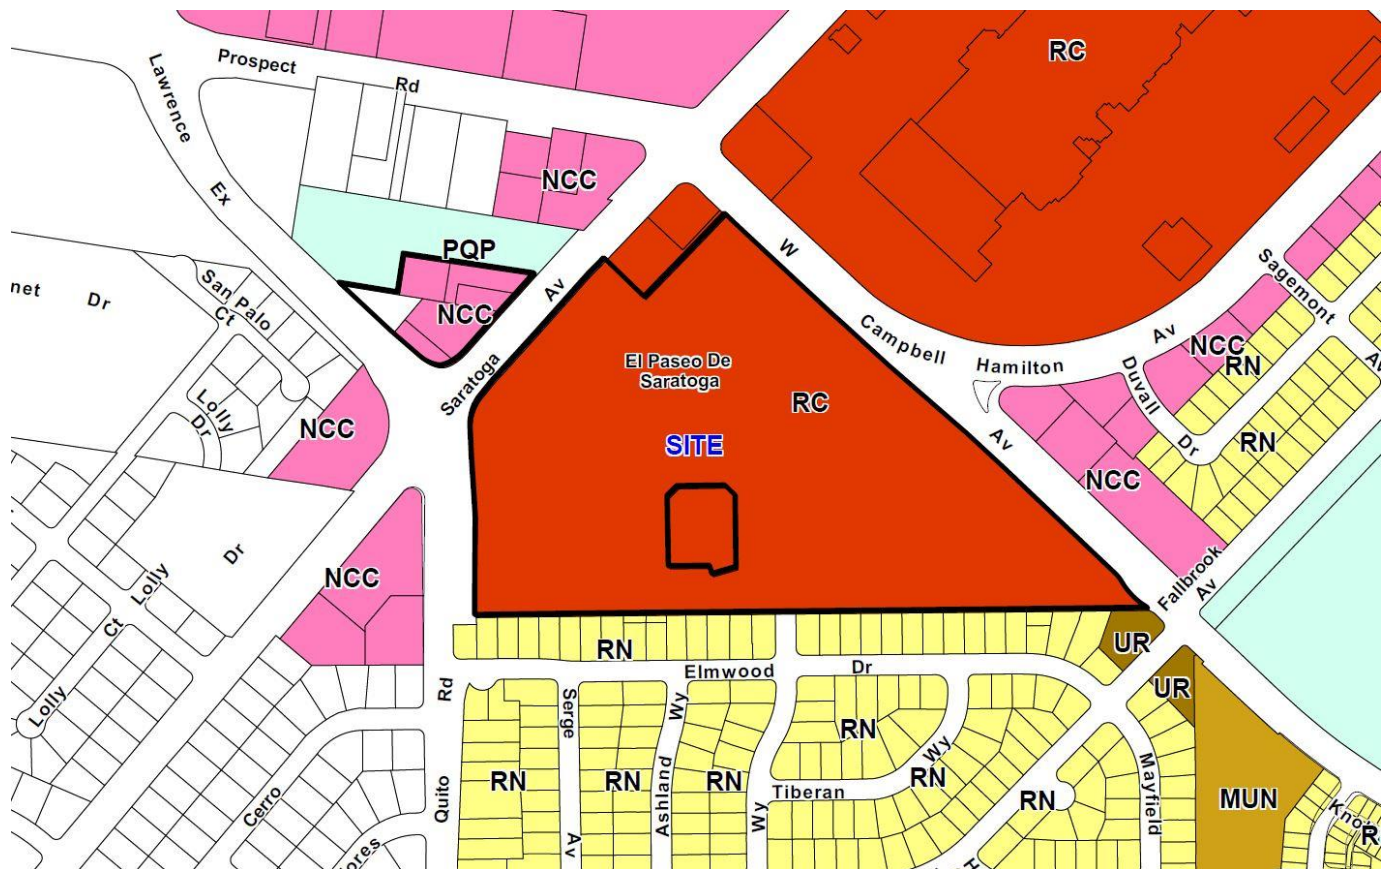 Prospect
Rd
RC
Lawrence
Ex
NCC
PQP
Sagemont
W
net Dr
San Palo
Ct
Av
NCC
Campbell
Hamilton
Av
NCC
RN
Av
El Paseo De
Saratoga
Saratoga
RC
Duvall
Dr
Lolly
Dr
NCC
SITE
Av
RN
NCC
Dr
Lolly
Ct
NCC
Fallbrook
Av
RN
UR
Elmwood
Dr
UR
Lolly
Rd
Serge
Wy
RN
Wy
RN
RN
RN
RN
RN
Mayfield
MUN
Quito
Cerro
Ashland
Tiberan
Wy
Av
ores